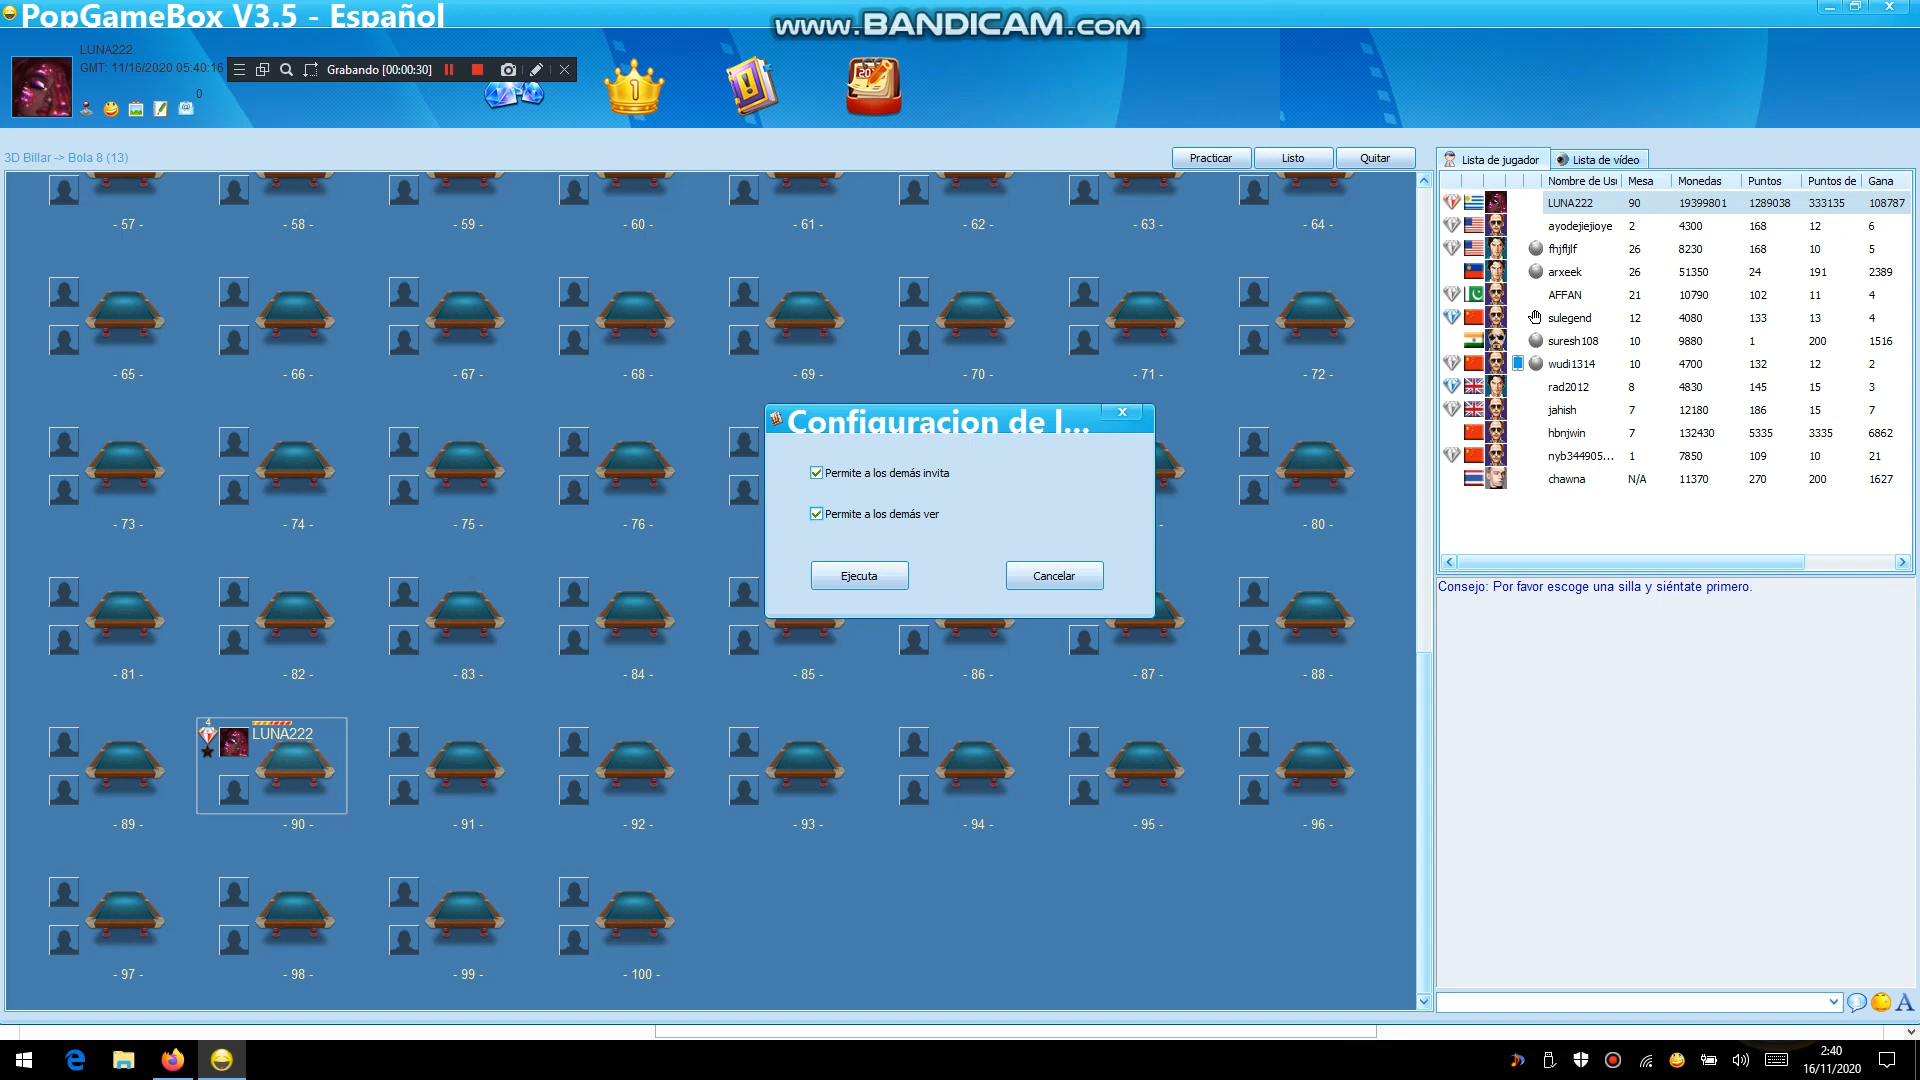 PopGameBox V3.5 - Español
www.BANDICAM.com
LUNA222
GMT: 11/16/2020 05:40:16
Grabando [00:00:30]
0
1
3D Billar -> Bola 8 (13)
Practicar
Listo
Quitar
Lista de jugador
Lista de vídeo
- 57 -
- 58 -
- 59 -
- 60 -
- 61 -
- 62 -
- 63 -
- 64 -
- 65 -
- 66 -
- 67 -
- 68 -
- 69 -
- 70 -
- 71 -
- 72 -
- 73 -
- 74 -
- 75 -
- 76 -
- 80 -
- 81 -
- 82 -
- 83 -
- 84 -
- 85 -
- 86 -
- 87 -
- 88 -
4
LUNA222
- 89 -
- 90 -
- 91 -
- 92 -
- 93 -
- 94 -
- 95 -
- 96 -
- 97 -
- 98 -
- 99 -
- 100 -
Configuracion de l...
Permite a los demás invita
Permite a los demás ver
Ejecuta
Cancelar
Nombre de Us Mesa Monedas Puntos Puntos de Gana
LUNA222 90 19399801 1289038 333135 108787
ayodejiejioye 2 4300 168 12 6
fhjfljlf 26 8230 168 10 5
arxeek 26 51350 24 191 2389
AFFAN 21 10790 102 11 4
sulegend 12 4080 133 13 4
suresh108 10 9880 1 200 1516
wudi1314 10 4700 132 12 2
rad2012 8 4830 145 15 3
jahish 7 12180 186 15 7
hbnjwin 7 132430 5335 3335 6862
nyb344905... 1 7850 109 10 21
chawna N/A 11370 270 200 1627
Consejo: Por favor escoge una silla y siéntate primero.
A
2:40
16/11/2020